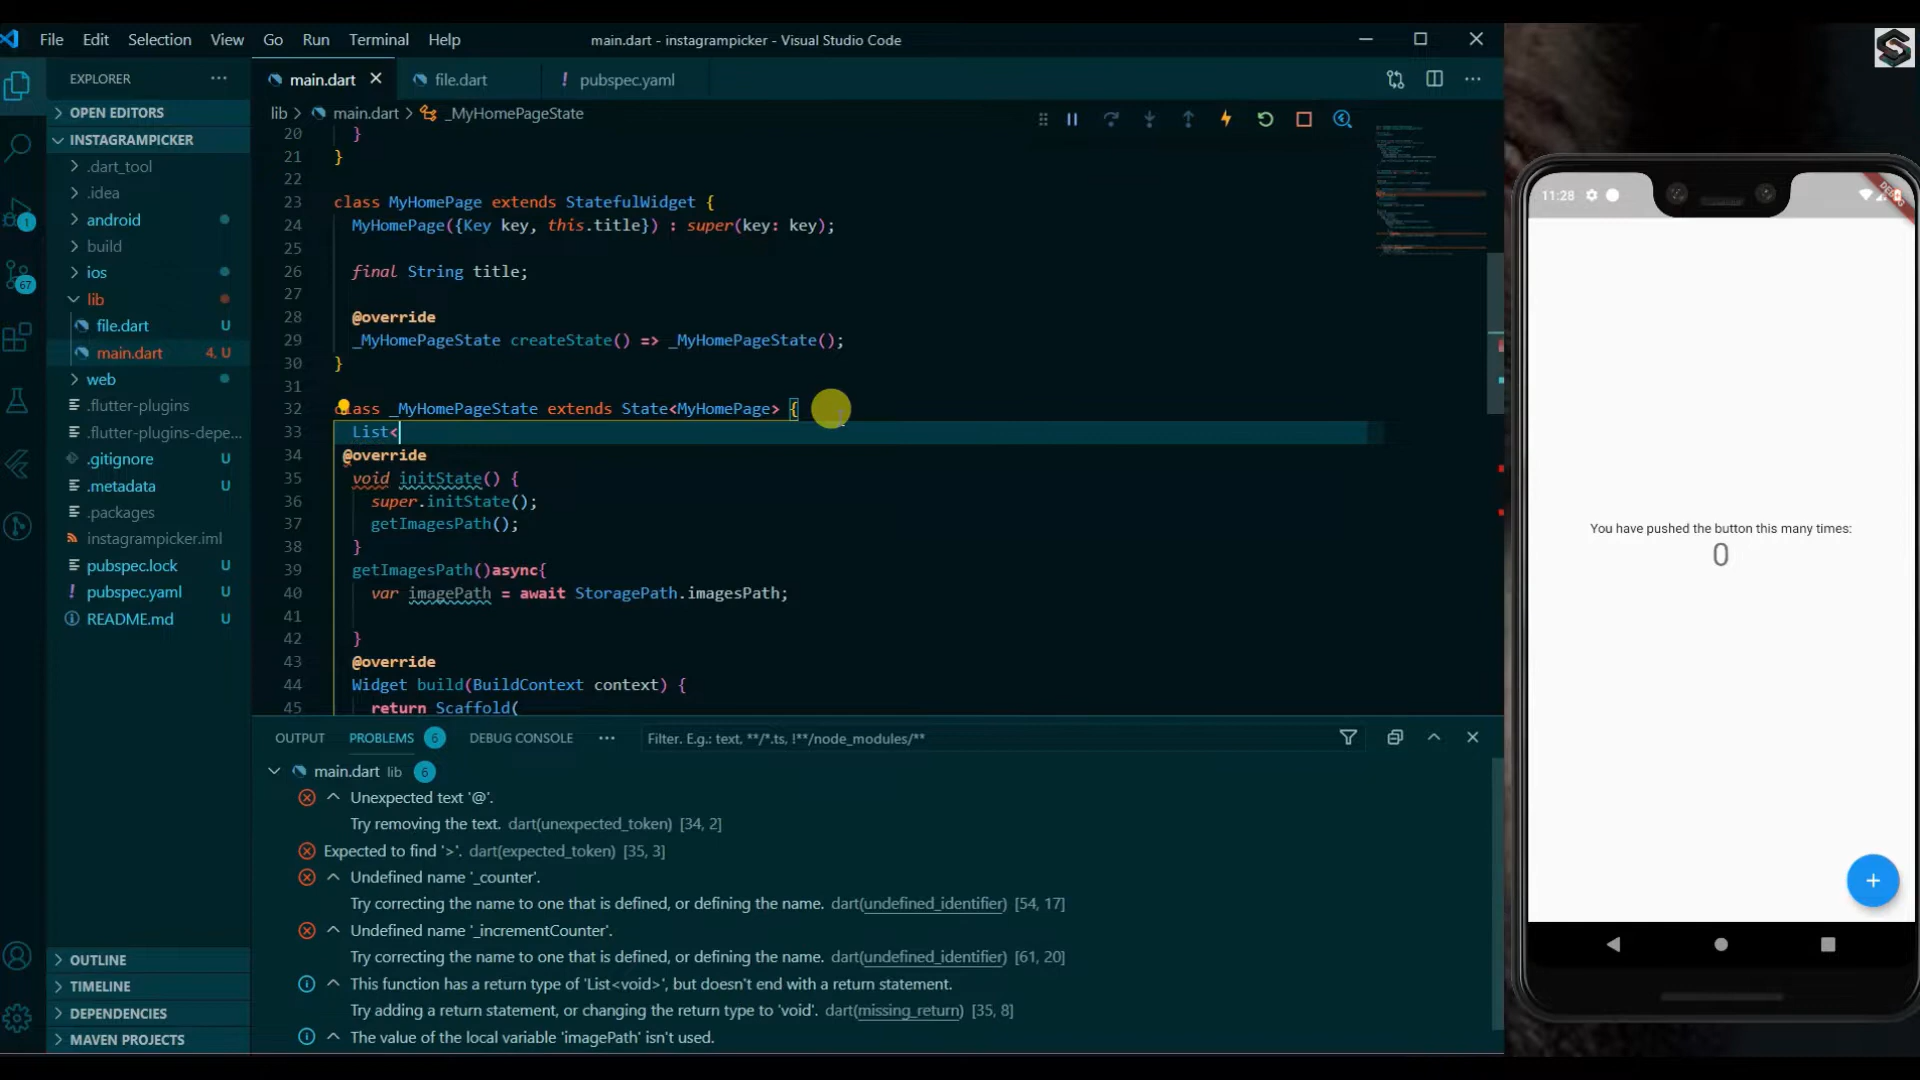 File Edit Selection View Go Run Terminal Help
main.dart - instagrampicker - Visual Studio Code
EXPLORER
OPEN EDITORS
INSTAGRAMPICKER
.dart_tool
.idea
android
build
ios
lib
file.dart U
main.dart 4, U
web
.flutter-plugins
.flutter-plugins-depe...
.gitignore U
.metadata U
.packages
instagrampicker.iml
pubspec.lock U
pubspec.yaml U
README.md U
OUTLINE
TIMELINE
DEPENDENCIES
MAVEN PROJECTS
1
67
main.dart file.dart ! pubspec.yaml
lib > main.dart > _MyHomePageState
20 }
21 }
22
23 class MyHomePage extends StatefulWidget {
24 MyHomePage({Key key, this.title}) : super(key: key);
25
26 final String title;
27
28 @override
29 _MyHomePageState createState() => _MyHomePageState();
30 }
31
32 class _MyHomePageState extends State<MyHomePage> {
33 List<
34 @override
35 void initState() {
36 super.initState();
37 getImagesPath();
38 }
39 getImagesPath()async{
40 var imagePath = await StoragePath.imagesPath;
41
42 }
43 @override
44 Widget build(BuildContext context) {
45 return Scaffold(
OUTPUT PROBLEMS 6 DEBUG CONSOLE ... Filter. E.g.: text, **/*.ts, !**/node_modules/**
main.dart lib 6
Unexpected text '@'.
Try removing the text. dart(unexpected_token) [34, 2]
Expected to find '>'. dart(expected_token) [35, 3]
Undefined name '_counter'.
Try correcting the name to one that is defined, or defining the name. dart(undefined_identifier) [54, 17]
Undefined name '_incrementCounter'.
Try correcting the name to one that is defined, or defining the name. dart(undefined_identifier) [61, 20]
This function has a return type of 'List<void>', but doesn't end with a return statement.
Try adding a return statement, or changing the return type to 'void'. dart(missing_return) [35, 8]
The value of the local variable 'imagePath' isn't used.
11:28
DEBUG
You have pushed the button this many times:
0
+